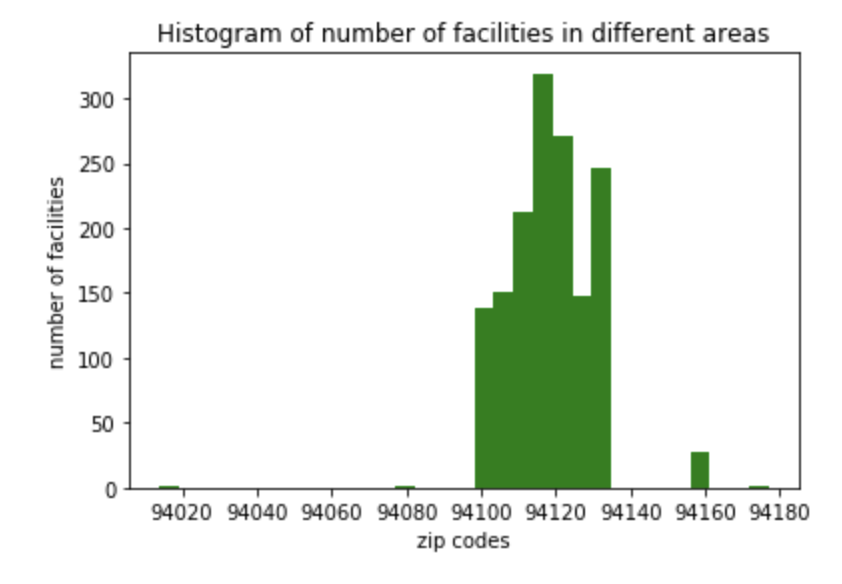 Histogram of number of facilities in different areas
number of facilities
300
250
200
150
100
50
0
94020 94040 94060 94080 94100 94120 94140 94160 94180
zip codes